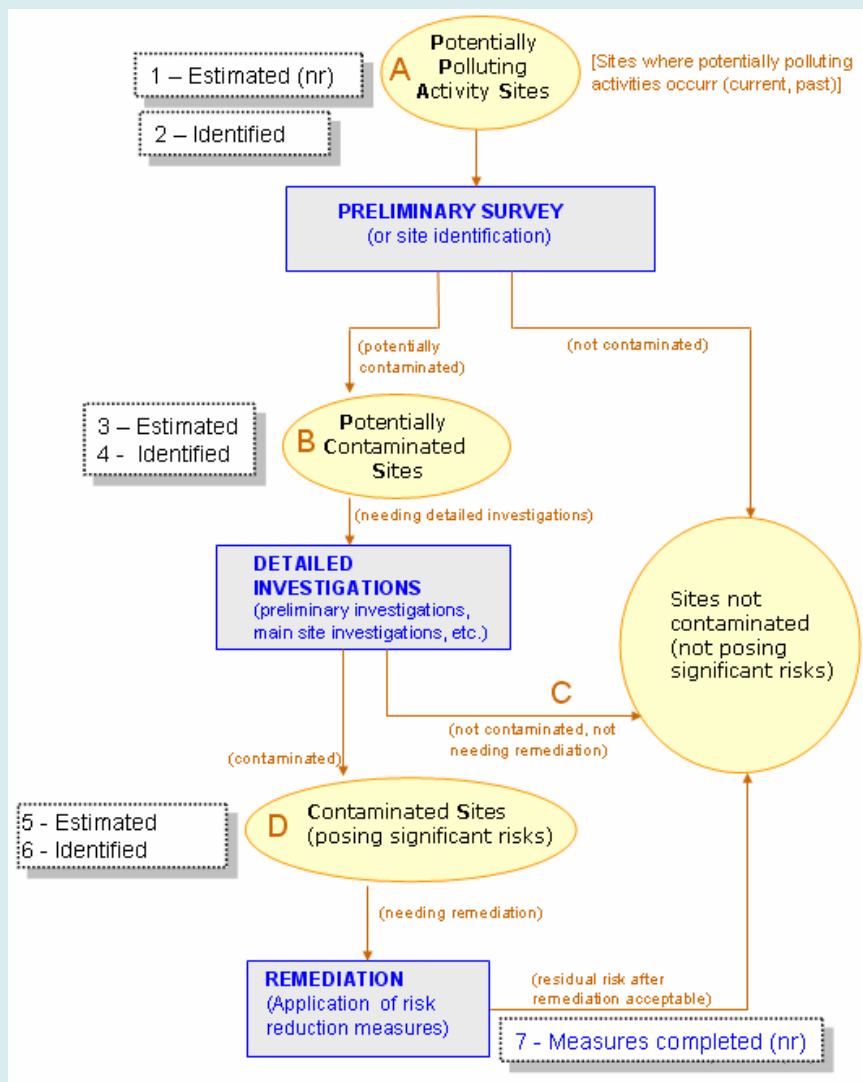 1 – Estimated (nr)
2 – Identified
A
Potentially
Polluting
Activity Sites
[Sites where potentially polluting
activities occurr (current, past)]
PRELIMINARY SURVEY
(or site identification)
(potentially
contaminated)
(not contaminated)
3 – Estimated
4 - Identified
B
Potentially
Contaminated
Sites
(needing detailed investigations)
DETAILED
INVESTIGATIONS
(preliminary investigations,
main site investigations, etc.)
Sites not
contaminated
(not posing
significant risks)
C
(not contaminated, not
needing remediation)
(contaminated)
5 - Estimated
6 - Identified
D
Contaminated Sites
(posing significant risks)
(needing remediation)
REMEDIATION
(Application of risk
reduction measures)
(residual risk after
remediation acceptable)
7 - Measures completed (nr)